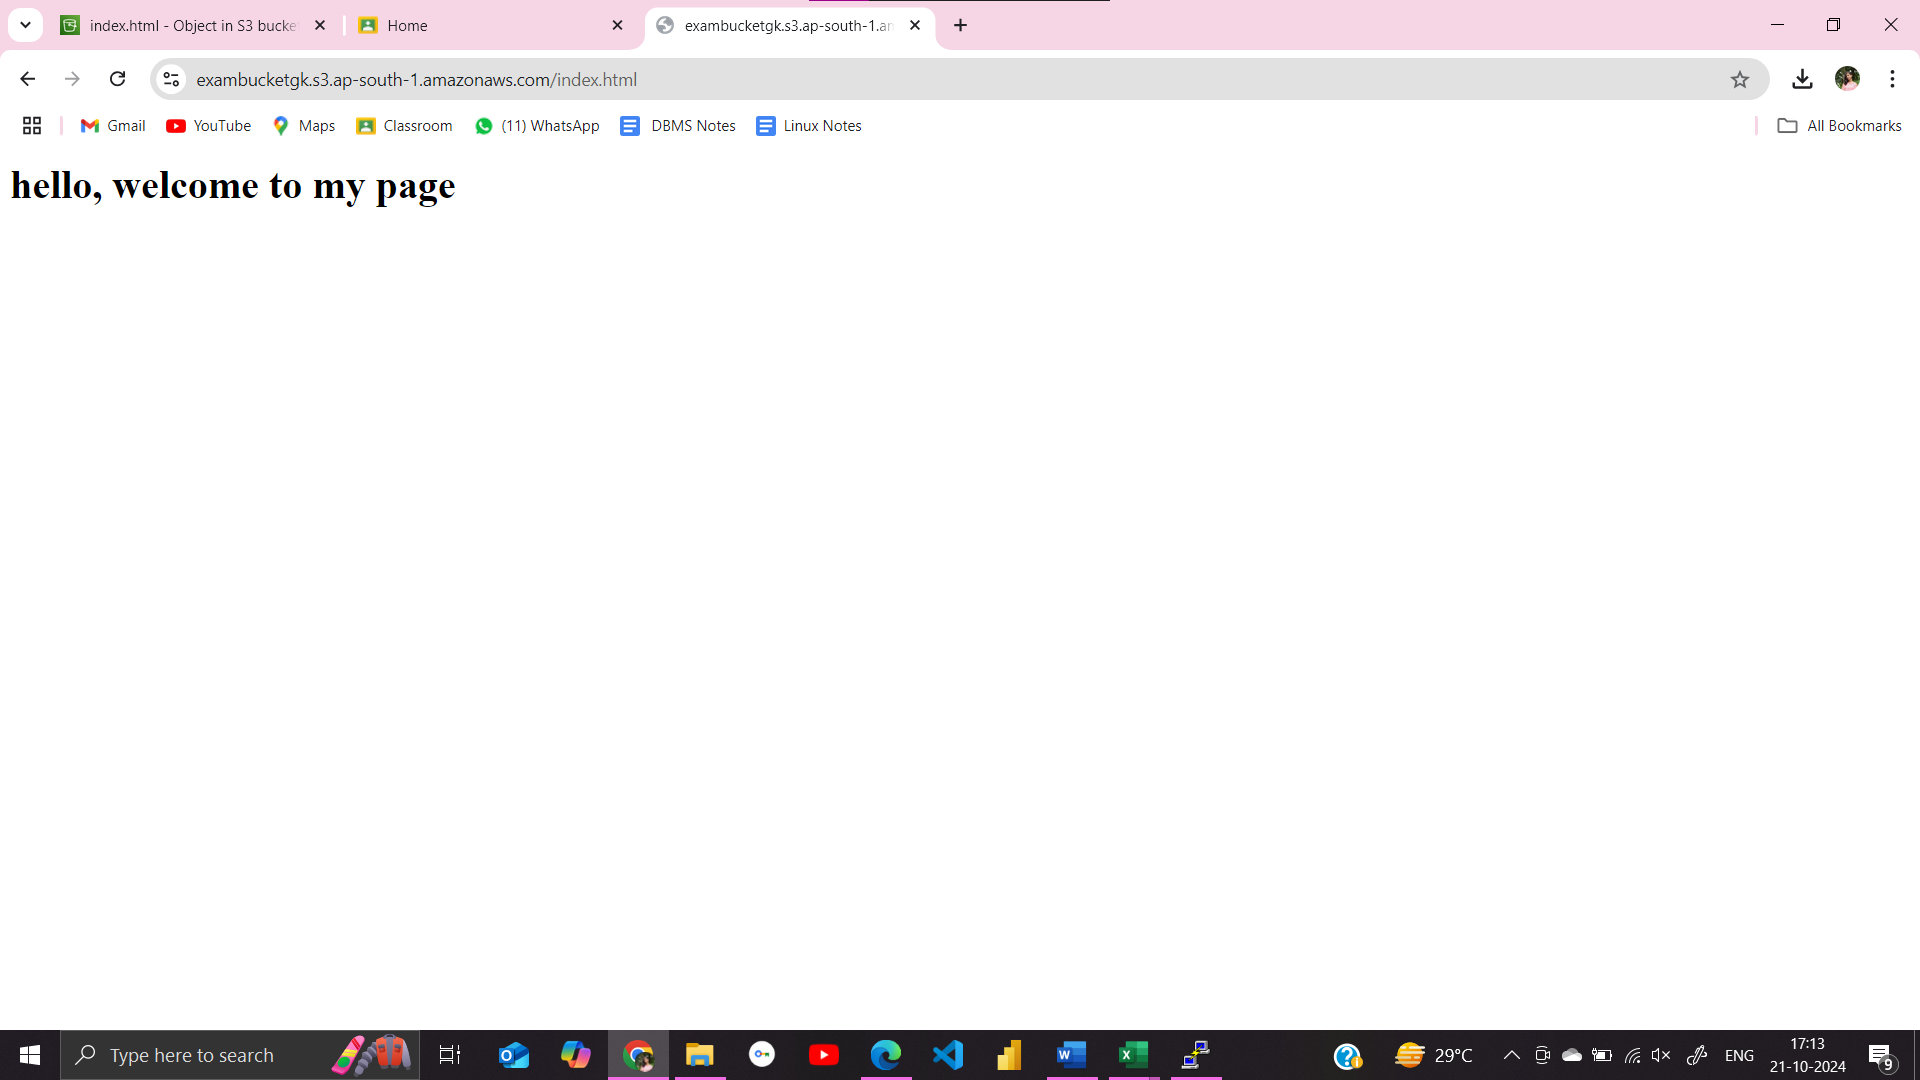 index.html - Object in S3 bucke
Home
exambucketgk.s3.ap-south-1.an
exambucketgk.s3.ap-south-1.amazonaws.com/index.html
Gmail
YouTube
Maps
Classroom
(11) WhatsApp
DBMS Notes
Linux Notes
All Bookmarks
hello, welcome to my page
Type here to search
29°C
ENG
17:13
21-10-2024
9